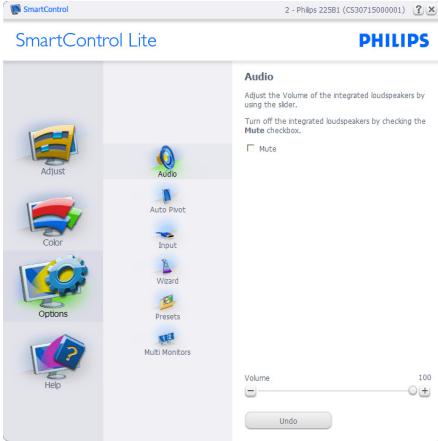 SmartControl
2 - Philips 225B1 (CS30715000001)
SmartControl Lite
PHILIPS
Adjust
Color
Options
Help
Audio
Auto Pivot
Input
Wizard
Presets
Multi Monitors
Audio
Adjust the Volume of the integrated loudspeakers by
using the slider.
Turn off the integrated loudspeakers by checking the
Mute checkbox.
Mute
Volume 100
Undo